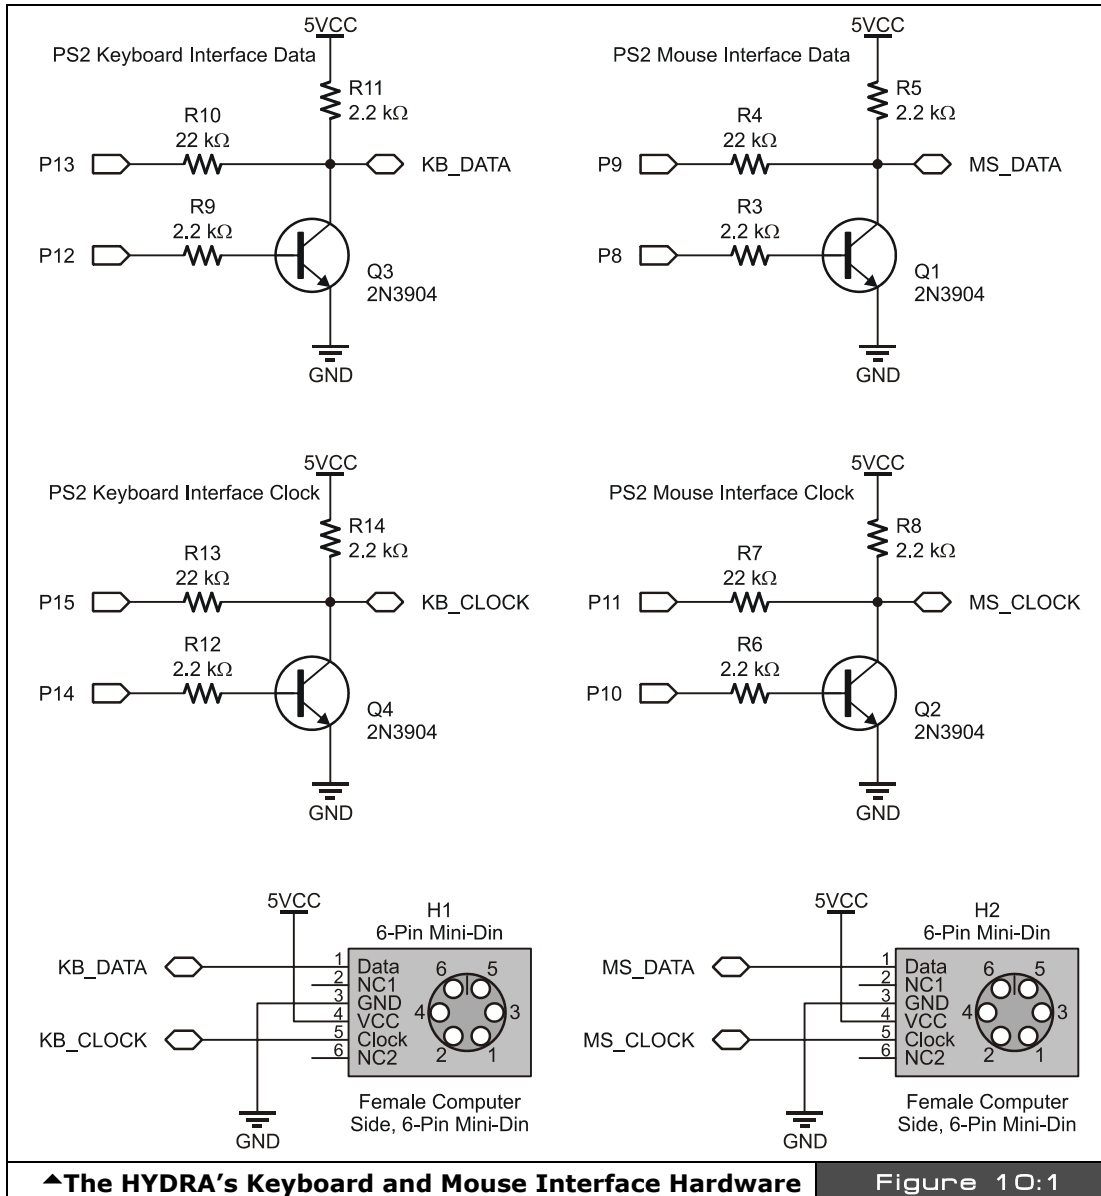 5VCC
PS2 Keyboard Interface Data
R11
2.2 kΩ
R10
22 kΩ
P13
KB_DATA
R9
2.2 kΩ
P12
Q3
2N3904
GND
5VCC
PS2 Mouse Interface Data
R5
2.2 kΩ
R4
22 kΩ
P9
MS_DATA
R3
2.2 kΩ
P8
Q1
2N3904
GND
5VCC
PS2 Keyboard Interface Clock
R14
2.2 kΩ
R13
22 kΩ
P15
KB_CLOCK
R12
2.2 kΩ
P14
Q4
2N3904
GND
5VCC
PS2 Mouse Interface Clock
R8
2.2 kΩ
R7
22 kΩ
P11
MS_CLOCK
R6
2.2 kΩ
P10
Q2
2N3904
GND
5VCC
H1
6-Pin Mini-Din
KB_DATA
KB_CLOCK
1 Data
2 NC1
3 GND
4 VCC
5 Clock
6 NC2
6 5
4 3
2 1
GND
Female Computer
Side, 6-Pin Mini-Din
5VCC
H2
6-Pin Mini-Din
MS_DATA
MS_CLOCK
1 Data
2 NC1
3 GND
4 VCC
5 Clock
6 NC2
6 5
4 3
2 1
GND
Female Computer
Side, 6-Pin Mini-Din
▲The HYDRA's Keyboard and Mouse Interface Hardware
Figure 10:1